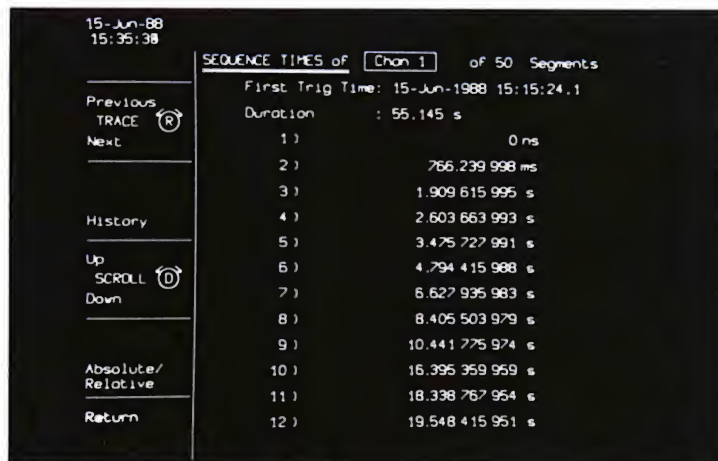 15-Jun-88
15:35:38
SEQUENCE TIMES of Chan 1 of 50 Segments
First Trig Time: 15-Jun-1988 15:15:24.1
Duration : 55.145 s
1) 0 ns
2) 766.239 998 ms
3) 1.909 615 995 s
4) 2.603 663 993 s
5) 3.475 727 991 s
6) 4.794 415 988 s
7) 6.627 935 983 s
8) 8.405 503 979 s
9) 10.441 775 974 s
10) 16.395 359 959 s
11) 18.338 767 954 s
12) 19.548 415 951 s
Previous
TRACE R
Next
History
Up
SCROLL D
Down
Absolute/
Relative
Return